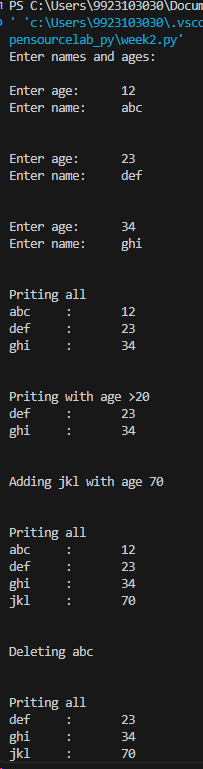 PS C:\Users\9923103030\Docum
' 'c:\Users\9923103030\.vsco
pensourcelab_py\week2.py'
Enter names and ages:
Enter age: 12
Enter name: abc
Enter age: 23
Enter name: def
Enter age: 34
Enter name: ghi
Priting all
abc : 12
def : 23
ghi : 34
Priting with age >20
def : 23
ghi : 34
Adding jkl with age 70
Priting all
abc : 12
def : 23
ghi : 34
jkl : 70
Deleting abc
Priting all
def : 23
ghi : 34
jkl : 70